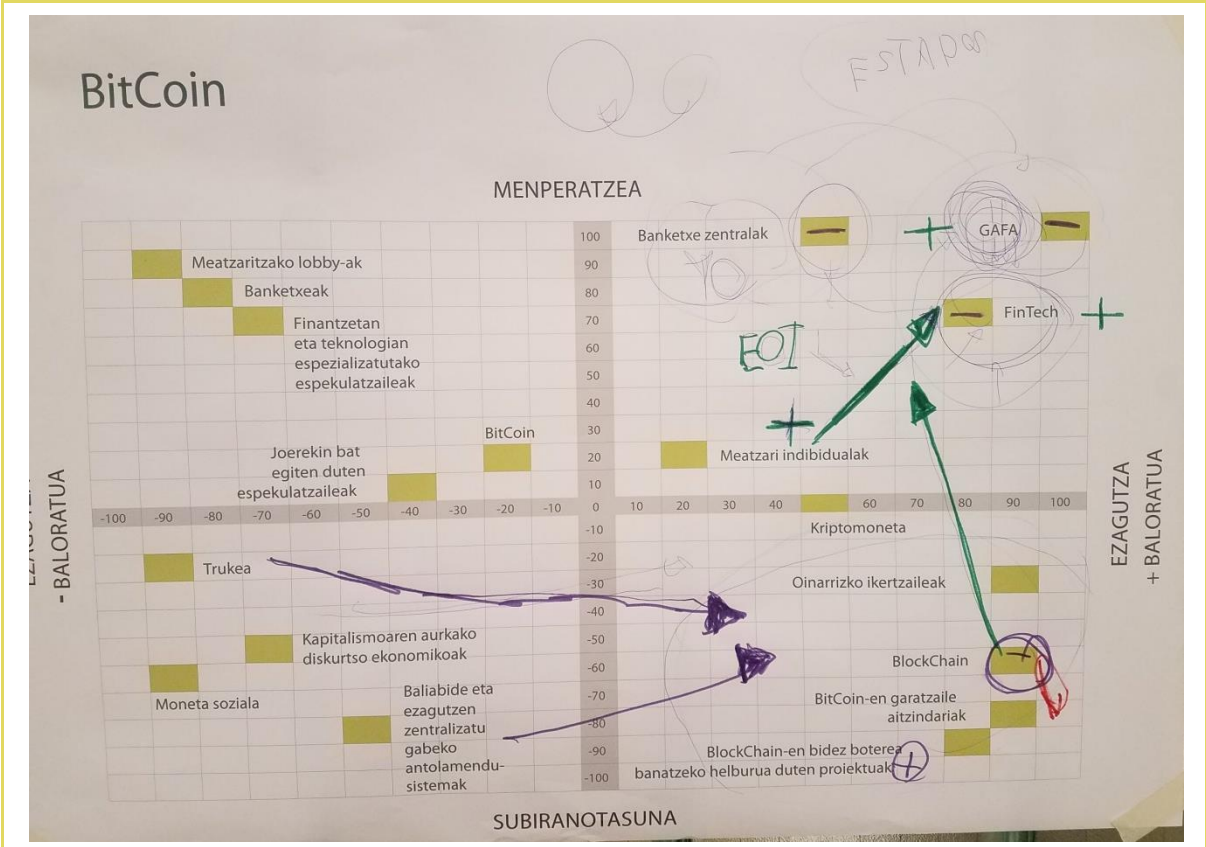 BitCoin
ESTADOS
MENPERATZEA
Banketxe zentralak
GAFA
FinTech
YO
EOI
Meatzaritzako lobby-ak
Banketxeak
Finantzetan
eta teknologian
espezializatutako
espekulatzaileak
BitCoin
Joerekin bat
egiten duten
espekulatzaileak
Meatzari indibidualak
100
90
80
70
60
50
40
30
20
10
-100 -90 -80 -70 -60 -50 -40 -30 -20 -10 0 10 20 30 40 60 70 80 90 100
-10
-20
-30
-40
-50
-60
-70
-80
-90
-100
- BALORATUA
EZAGUTZA
+ BALORATUA
Kriptomoneta
Trukea
Oinarrizko ikertzaileak
Kapitalismoaren aurkako
diskurtso ekonomikoak
BlockChain
Moneta soziala
Baliabide eta
ezagutzen
zentralizatu
gabeko
antolamendu-
sistemak
BitCoin-en garatzaile
aitzindariak
BlockChain-en bidez boterea
banatzeko helburua duten proiektuak
SUBIRANOTASUNA